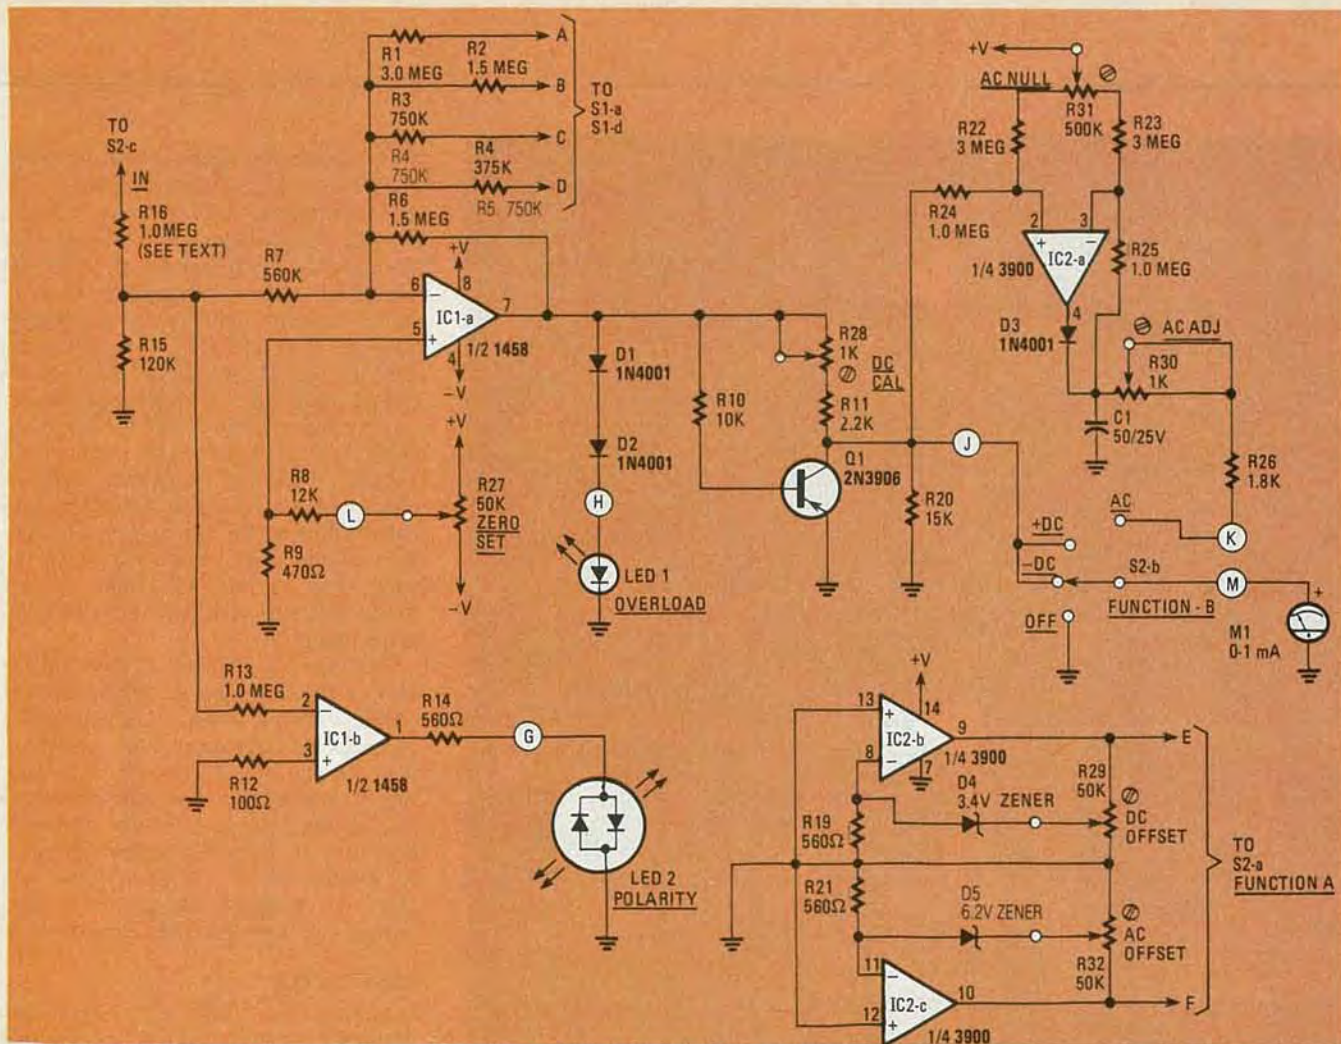 TO
S2-c
IN
R16
1.0 MEG
(SEE TEXT)
R15
120K
R7
560K
R1
3.0 MEG
R2
1.5 MEG
R3
750K
R4
750K
R4
375K
R5 750K
R6
1.5 MEG
A
B
C
D
TO
S1-a
S1-d
+V
8
6
−
5
+
IC1-a
7
4
1/2 1458
−V
+V
R8
12K
L
R27
50K
ZERO
SET
−V
R9
470Ω
D1
1N4001
D2
1N4001
H
LED 1
OVERLOAD
R10
10K
R28
1K
DC
CAL
R11
2.2K
Q1
2N3906
R20
15K
J
+V
AC NULL
R31
500K
R22
3 MEG
R23
3 MEG
R24
1.0 MEG
2
3
+
−
IC2-a
1/4 3900
4
R25
1.0 MEG
D3
1N4001
AC ADJ
R30
1K
C1
50/25V
R26
1.8K
AC
K
+DC
−DC
S2-b
M
FUNCTION - B
OFF
+
M1
0-1 mA
R13
1.0 MEG
2
−
3
+
IC1-b
1
1/2 1458
R12
100Ω
R14
560Ω
G
LED 2
POLARITY
+V
13
+
14
8
−
IC2-b
9
7
1/4 3900
E
D4
3.4V ZENER
R19
560Ω
R29
50K
DC
OFFSET
R21
560Ω
D5
6.2V ZENER
AC
OFFSET
R32
50K
11
−
12
+
IC2-c
10
1/4 3900
F
TO
S2-a
FUNCTION A